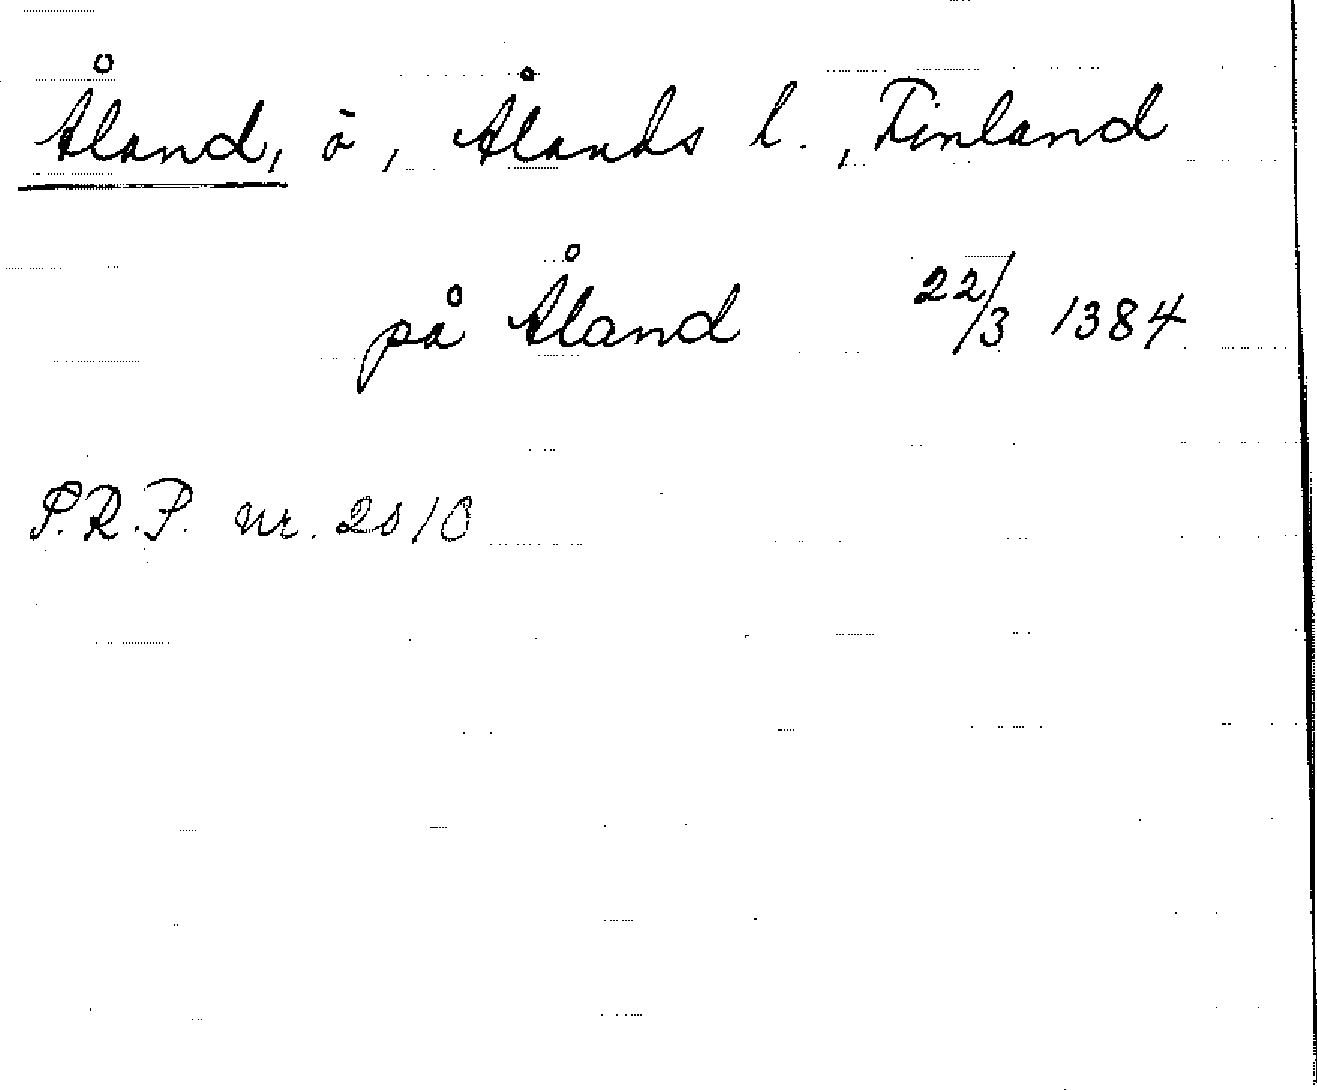 Åland, ö, Ålands l., Finland
på Åland 22/3 1384
S.R.P. nr. 2010